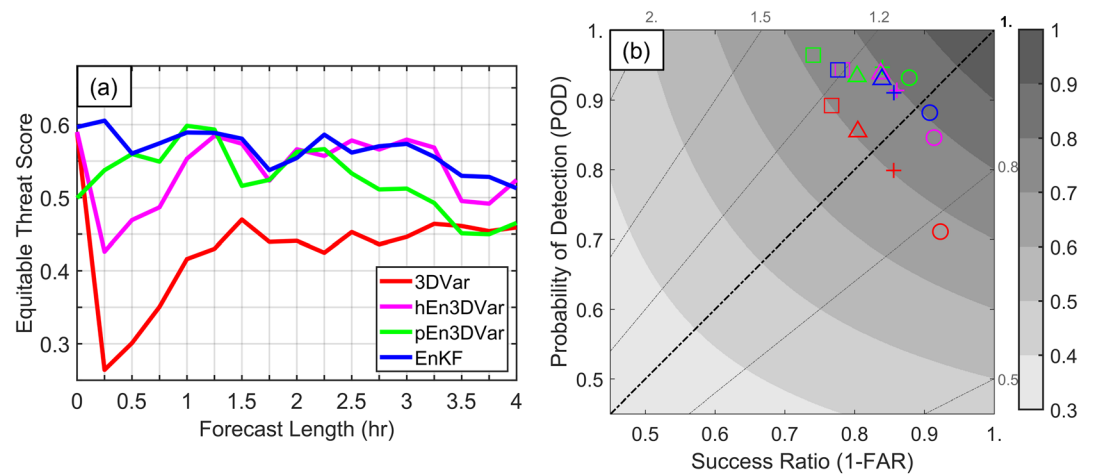 (a)
Equitable Threat Score
0.6
0.5
0.4
0.3
3DVar
hEn3DVar
pEn3DVar
EnKF
0 0.5 1 1.5 2 2.5 3 3.5 4
Forecast Length (hr)
(b)
2. 1.5 1.2 1.
Probability of Detection (POD)
1.
0.9
0.8
0.7
0.6
0.5
0.8
0.5
0.5 0.6 0.7 0.8 0.9 1.
Success Ratio (1-FAR)
1
0.9
0.8
0.7
0.6
0.5
0.4
0.3